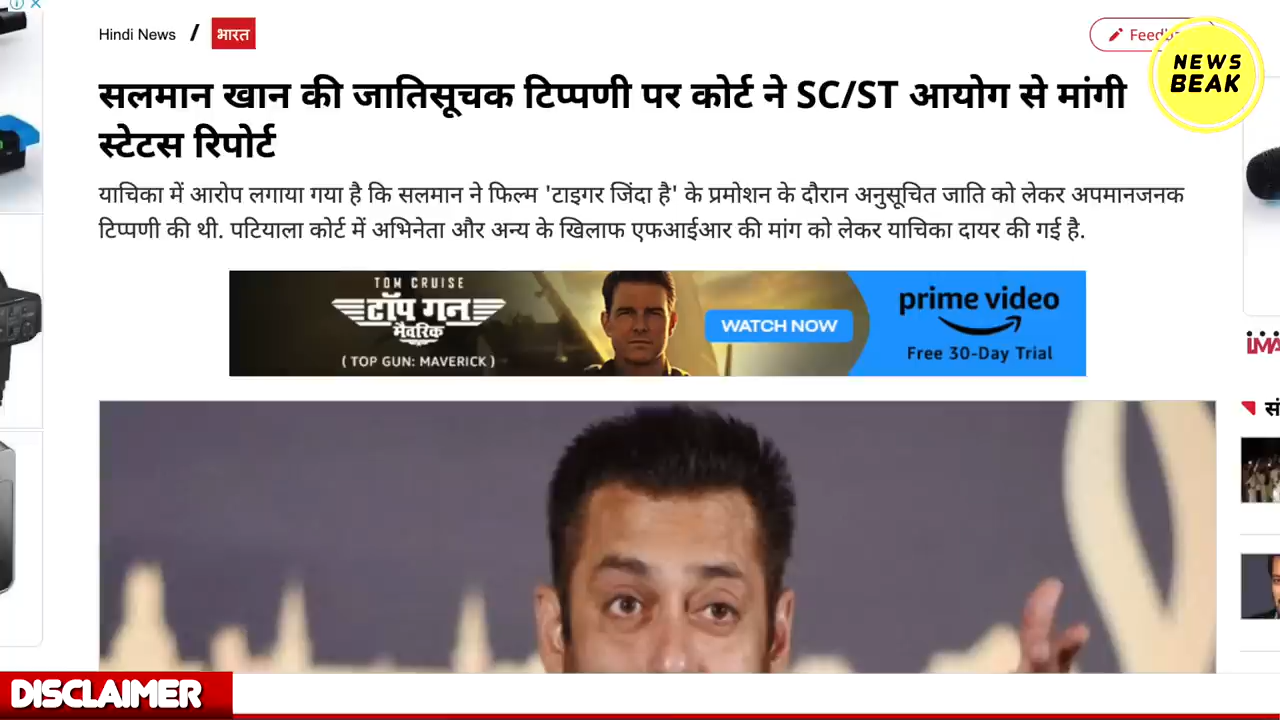 Hindi News / भारत
Feedba
NEWS
BEAK
सलमान खान की जातिसूचक टिप्पणी पर कोर्ट ने SC/ST आयोग से मांगी
स्टेटस रिपोर्ट
याचिका में आरोप लगाया गया है कि सलमान ने फिल्म 'टाइगर जिंदा है' के प्रमोशन के दौरान अनुसूचित जाति को लेकर अपमानजनक
टिप्पणी की थी. पटियाला कोर्ट में अभिनेता और अन्य के खिलाफ एफआईआर की मांग को लेकर याचिका दायर की गई है.
TOM CRUISE
टॉप गन
मैवरिक
( TOP GUN: MAVERICK )
WATCH NOW
prime video
Free 30-Day Trial
DISCLAIMER